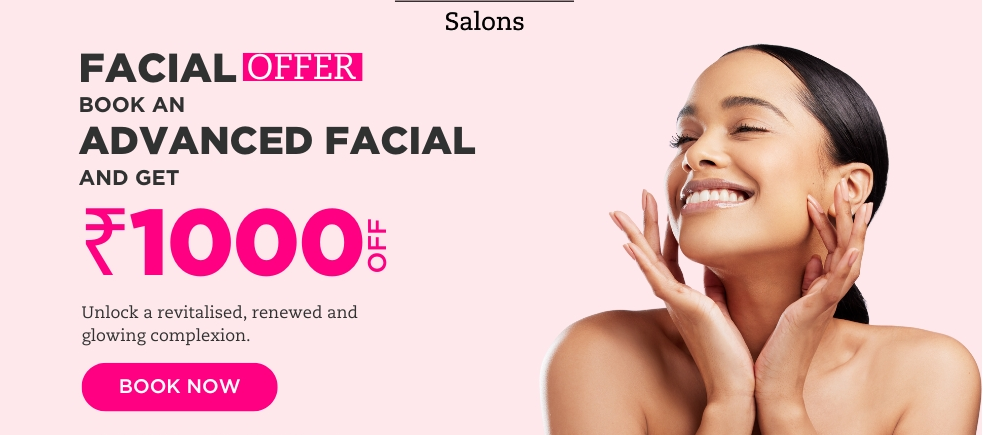 Salons
FACIAL OFFER
BOOK AN
ADVANCED FACIAL
AND GET
₹1000 OFF
Unlock a revitalised, renewed and
glowing complexion.
BOOK NOW